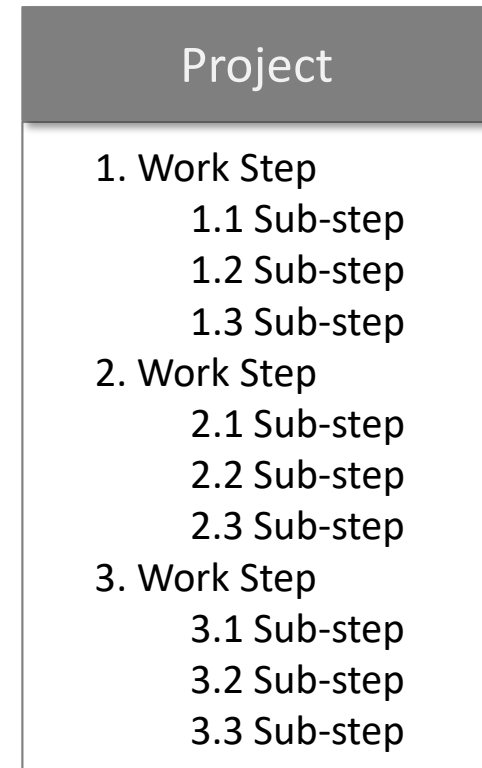 Project
1. Work Step
1.1 Sub-step
1.2 Sub-step
1.3 Sub-step
2. Work Step
2.1 Sub-step
2.2 Sub-step
2.3 Sub-step
3. Work Step
3.1 Sub-step
3.2 Sub-step
3.3 Sub-step